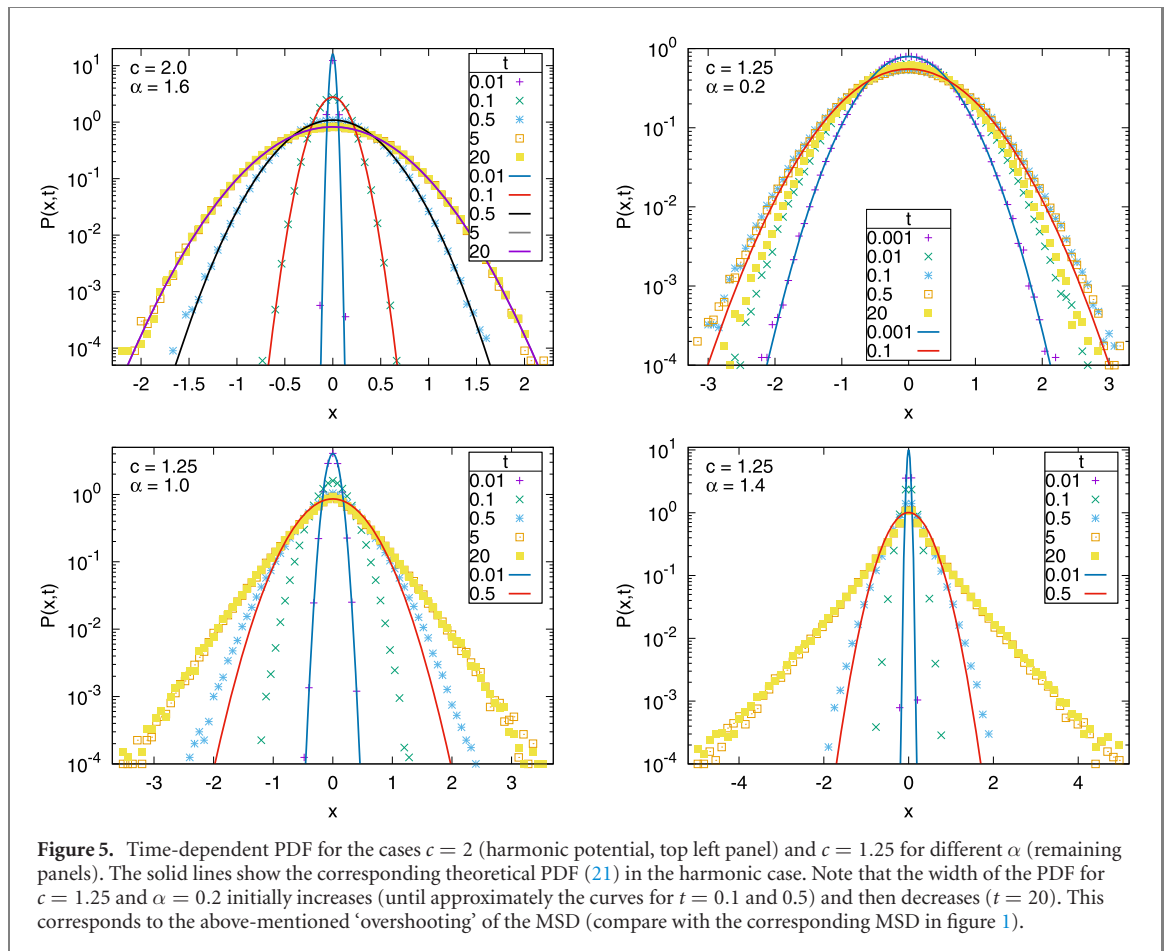 c = 2.0
α = 1.6
t
0.01
0.1
0.5
5
20
0.01
0.1
0.5
5
20
P(x,t)
10^1
10^0
10^-1
10^-2
10^-3
10^-4
-2 -1.5 -1 -0.5 0 0.5 1 1.5 2
x
c = 1.25
α = 0.2
t
0.001
0.01
0.1
0.5
20
0.001
0.1
P(x,t)
10^0
10^-1
10^-2
10^-3
10^-4
-3 -2 -1 0 1 2 3
x
c = 1.25
α = 1.0
t
0.01
0.1
0.5
5
20
0.01
0.5
P(x,t)
10^0
10^-1
10^-2
10^-3
10^-4
-3 -2 -1 0 1 2 3
x
c = 1.25
α = 1.4
t
0.01
0.1
0.5
5
20
0.01
0.5
P(x,t)
10^1
10^0
10^-1
10^-2
10^-3
10^-4
-4 -2 0 2 4
x
Figure 5. Time-dependent PDF for the cases c = 2 (harmonic potential, top left panel) and c = 1.25 for different α (remaining
panels). The solid lines show the corresponding theoretical PDF (21) in the harmonic case. Note that the width of the PDF for
c = 1.25 and α = 0.2 initially increases (until approximately the curves for t = 0.1 and 0.5) and then decreases (t = 20). This
corresponds to the above-mentioned ‘overshooting’ of the MSD (compare with the corresponding MSD in figure 1).